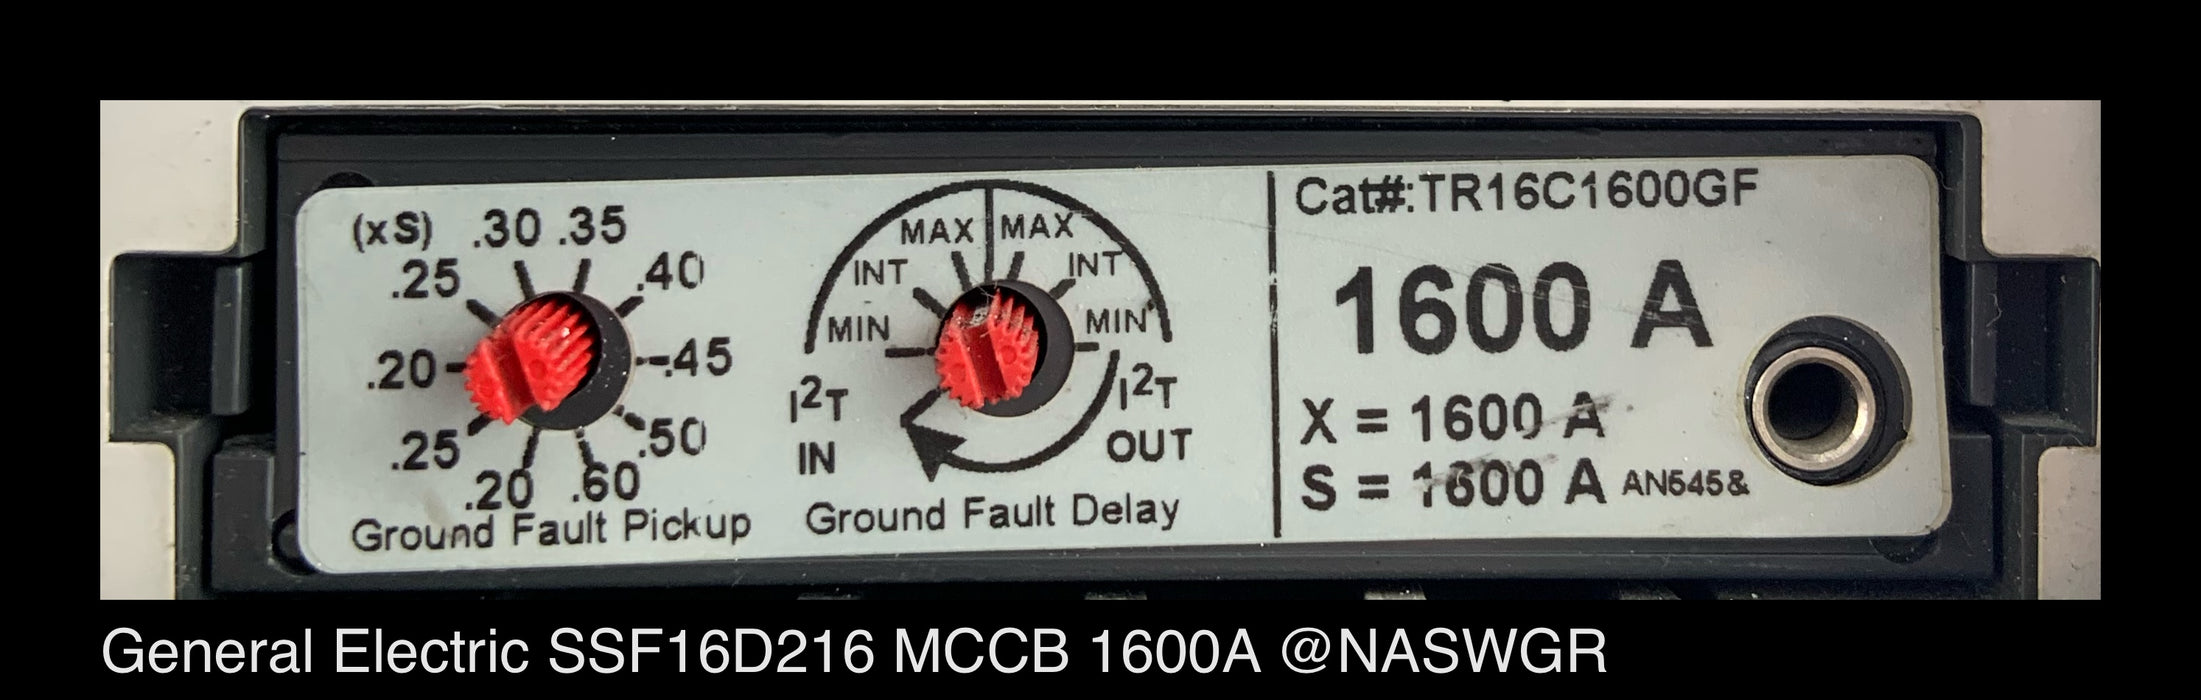 (xS) .30 .35
.25 .40
.20 .45
.25 .50
.20 .60
Ground Fault Pickup
MAX MAX
INT INT
MIN MIN
I²T I²T
IN OUT
Ground Fault Delay
Cat#:TR16C1600GF
1600 A
X = 1600 A
S = 1600 A AN545&
General Electric SSF16D216 MCCB 1600A @NASWGR